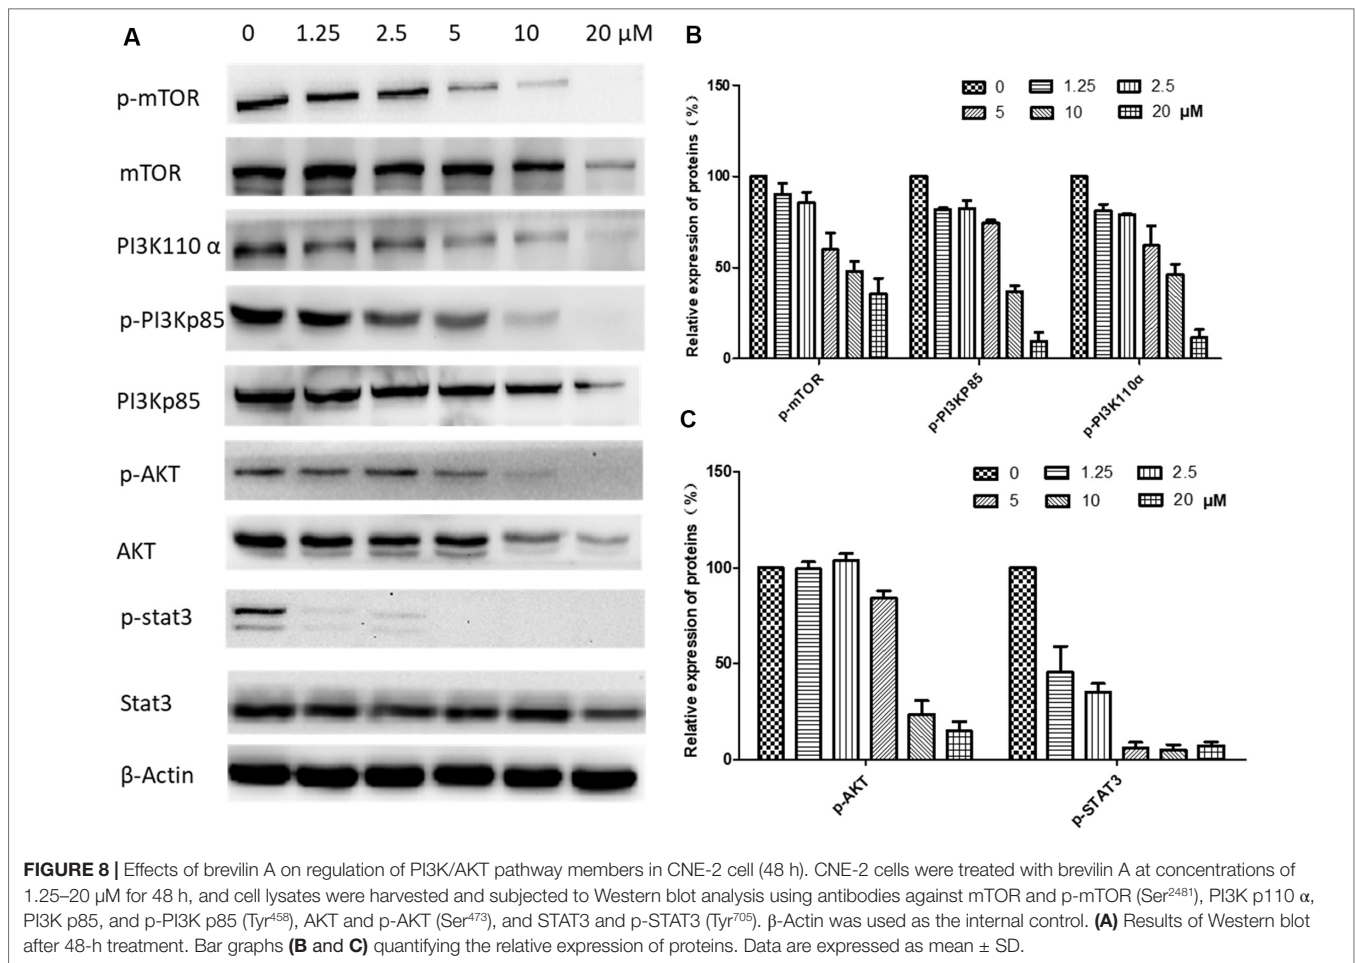 A
0 1.25 2.5 5 10 20 µM
p-mTOR
mTOR
PI3K110 α
p-PI3Kp85
PI3Kp85
p-AKT
AKT
p-stat3
Stat3
β-Actin
B
Relative expression of proteins (%)
150
100
50
0
0 1.25 2.5
5 10 20 µM
p-mTOR
p-PI3KP85
p-PI3K110α
C
Relative expression of proteins (%)
150
100
50
0
0 1.25 2.5
5 10 20 µM
p-AKT
p-STAT3
FIGURE 8 | Effects of brevilin A on regulation of PI3K/AKT pathway members in CNE-2 cell (48 h). CNE-2 cells were treated with brevilin A at concentrations of
1.25–20 µM for 48 h, and cell lysates were harvested and subjected to Western blot analysis using antibodies against mTOR and p-mTOR (Ser2481), PI3K p110 α,
PI3K p85, and p-PI3K p85 (Tyr458), AKT and p-AKT (Ser473), and STAT3 and p-STAT3 (Tyr705). β-Actin was used as the internal control. (A) Results of Western blot
after 48-h treatment. Bar graphs (B and C) quantifying the relative expression of proteins. Data are expressed as mean ± SD.